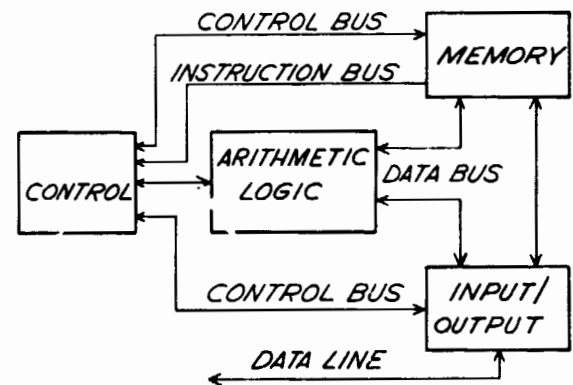 CONTROL BUS
MEMORY
INSTRUCTION BUS
ARITHMETIC
LOGIC
CONTROL
DATA BUS
CONTROL BUS
INPUT/
OUTPUT
DATA LINE